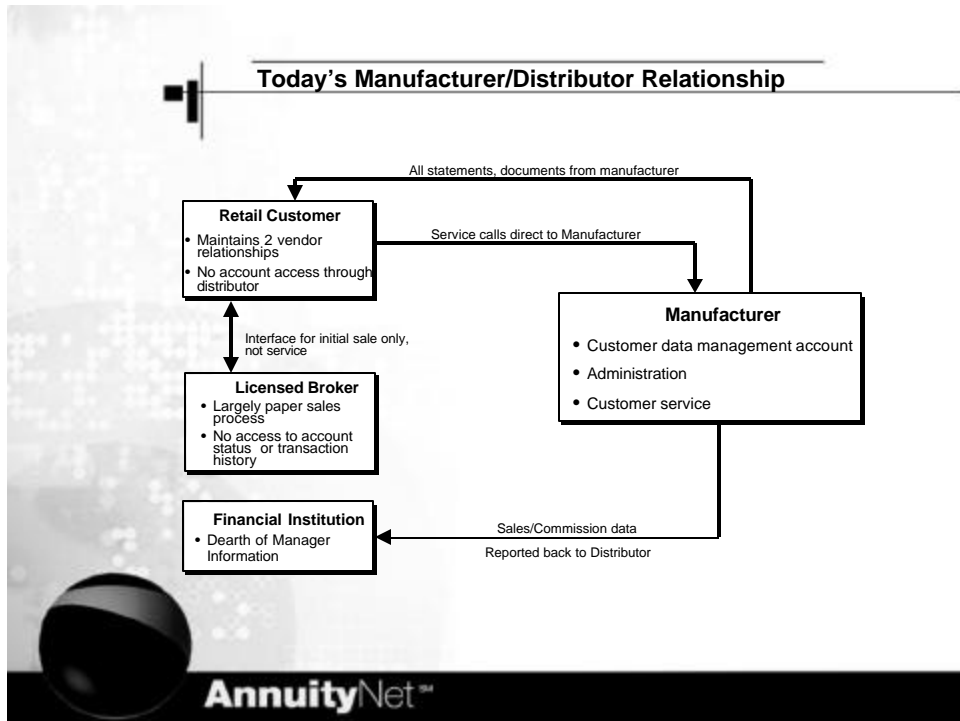 Today's Manufacturer/Distributor Relationship
All statements, documents from manufacturer
Retail Customer
• Maintains 2 vendor
relationships
• No account access through
distributor
Service calls direct to Manufacturer
Manufacturer
• Customer data management account
• Administration
• Customer service
Interface for initial sale only,
not service
Licensed Broker
• Largely paper sales
process
• No access to account
status or transaction
history
Financial Institution
• Dearth of Manager
Information
Sales/Commission data
Reported back to Distributor
AnnuityNet℠